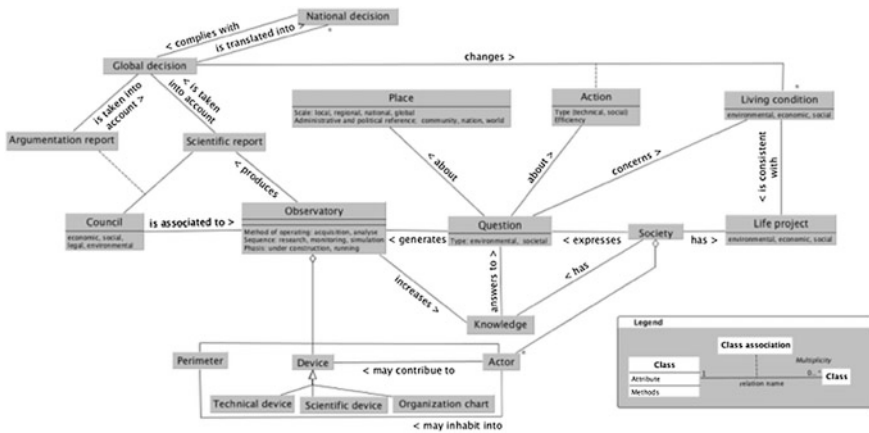 National decision
< complies with
is translated into >
*
Global decision
changes >
is taken into
account >
< is taken
into account
Place
Scale: local, regional, national, global
Administrative and political reference: community, nation, world
Action
Type (technical, social)
Efficiency
*
Living condition
environmental, economic, social
Argumentation report
Scientific report
< produces
< about
about >
concerns >
< is consistent
with
Council
economic, social,
legal, environmental
is associated to >
Observatory
Method of operating: acquisition, analyse
Sequence: research, monitoring, simulation
Phasis: under construction, running
< generates
Question
Type: environmental, societal
< expresses
Society
has >
Life project
environmental, economic, social
increases >
answers to >
< has
Knowledge
Perimeter
Device
< may contribute to
Actor
*
Technical device
Scientific device
Organization chart
< may inhabit into
Legend
Class association
Class
Attribute
Methods
Multiplicity
1
0..*
relation name
Class